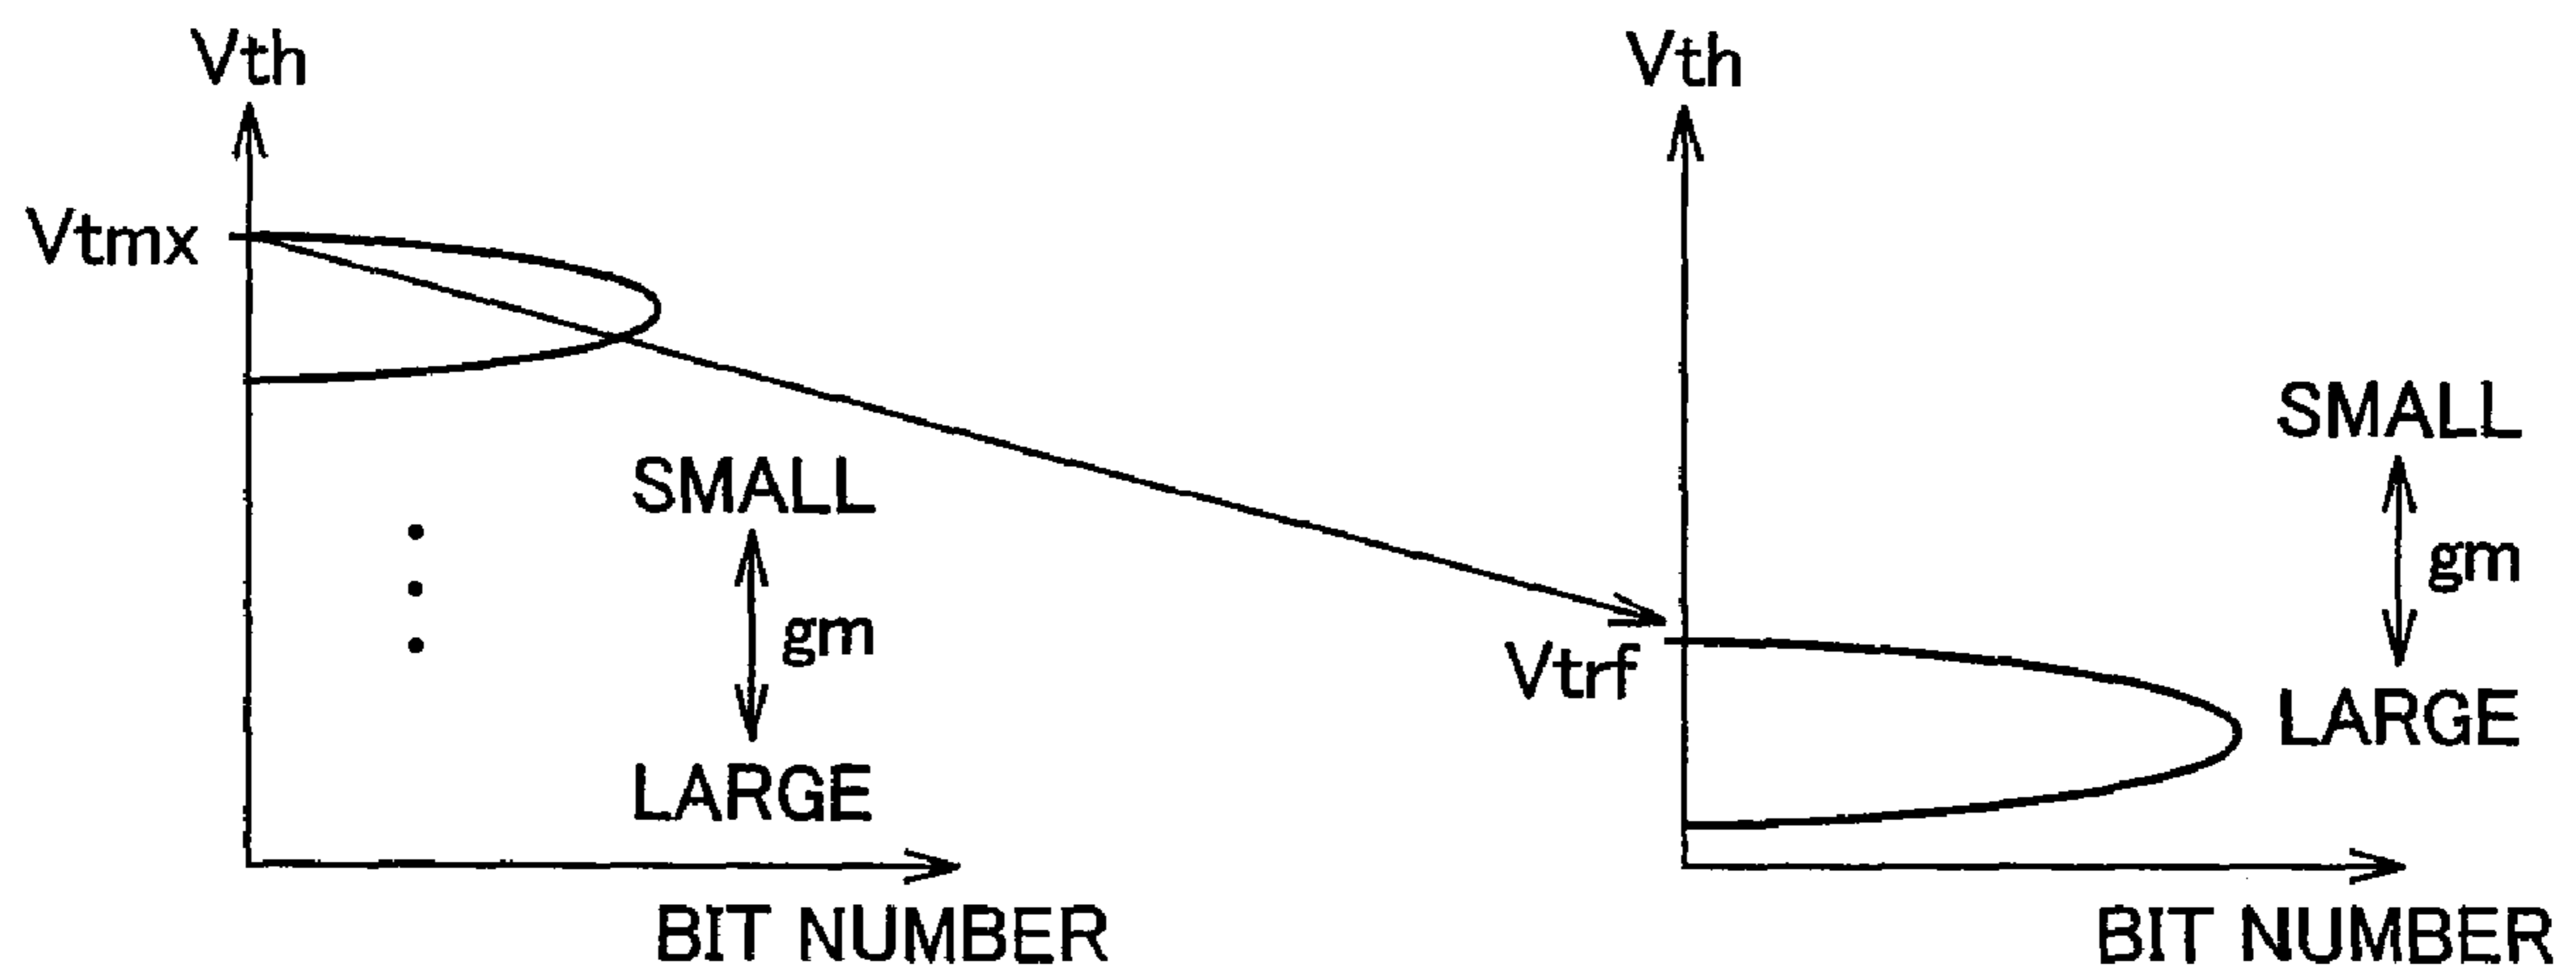 Vth
Vtmx
SMALL
gm
LARGE
BIT NUMBER
Vth
Vtrf
SMALL
gm
LARGE
BIT NUMBER